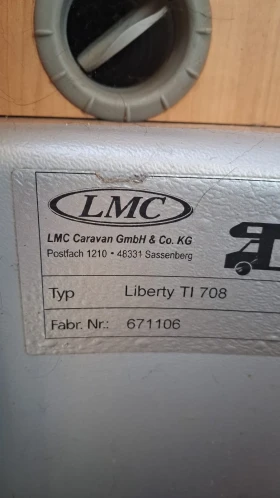 LMC
LMC Caravan GmbH & Co. KG
Postfach 1210 • 48331 Sassenberg
Typ Liberty TI 708
Fabr. Nr.: 671106